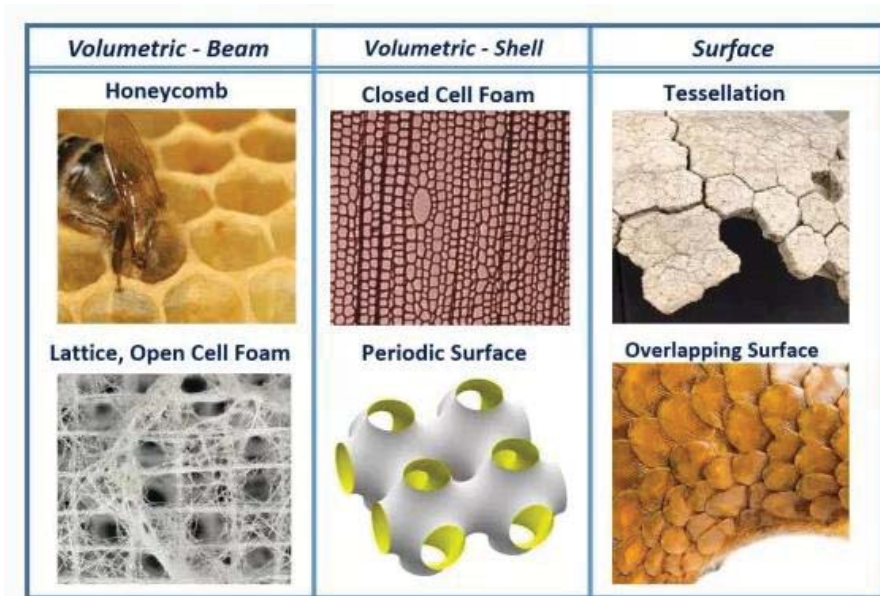 Volumetric - Beam
Volumetric - Shell
Surface
Honeycomb
Closed Cell Foam
Tessellation
Lattice, Open Cell Foam
Periodic Surface
Overlapping Surface